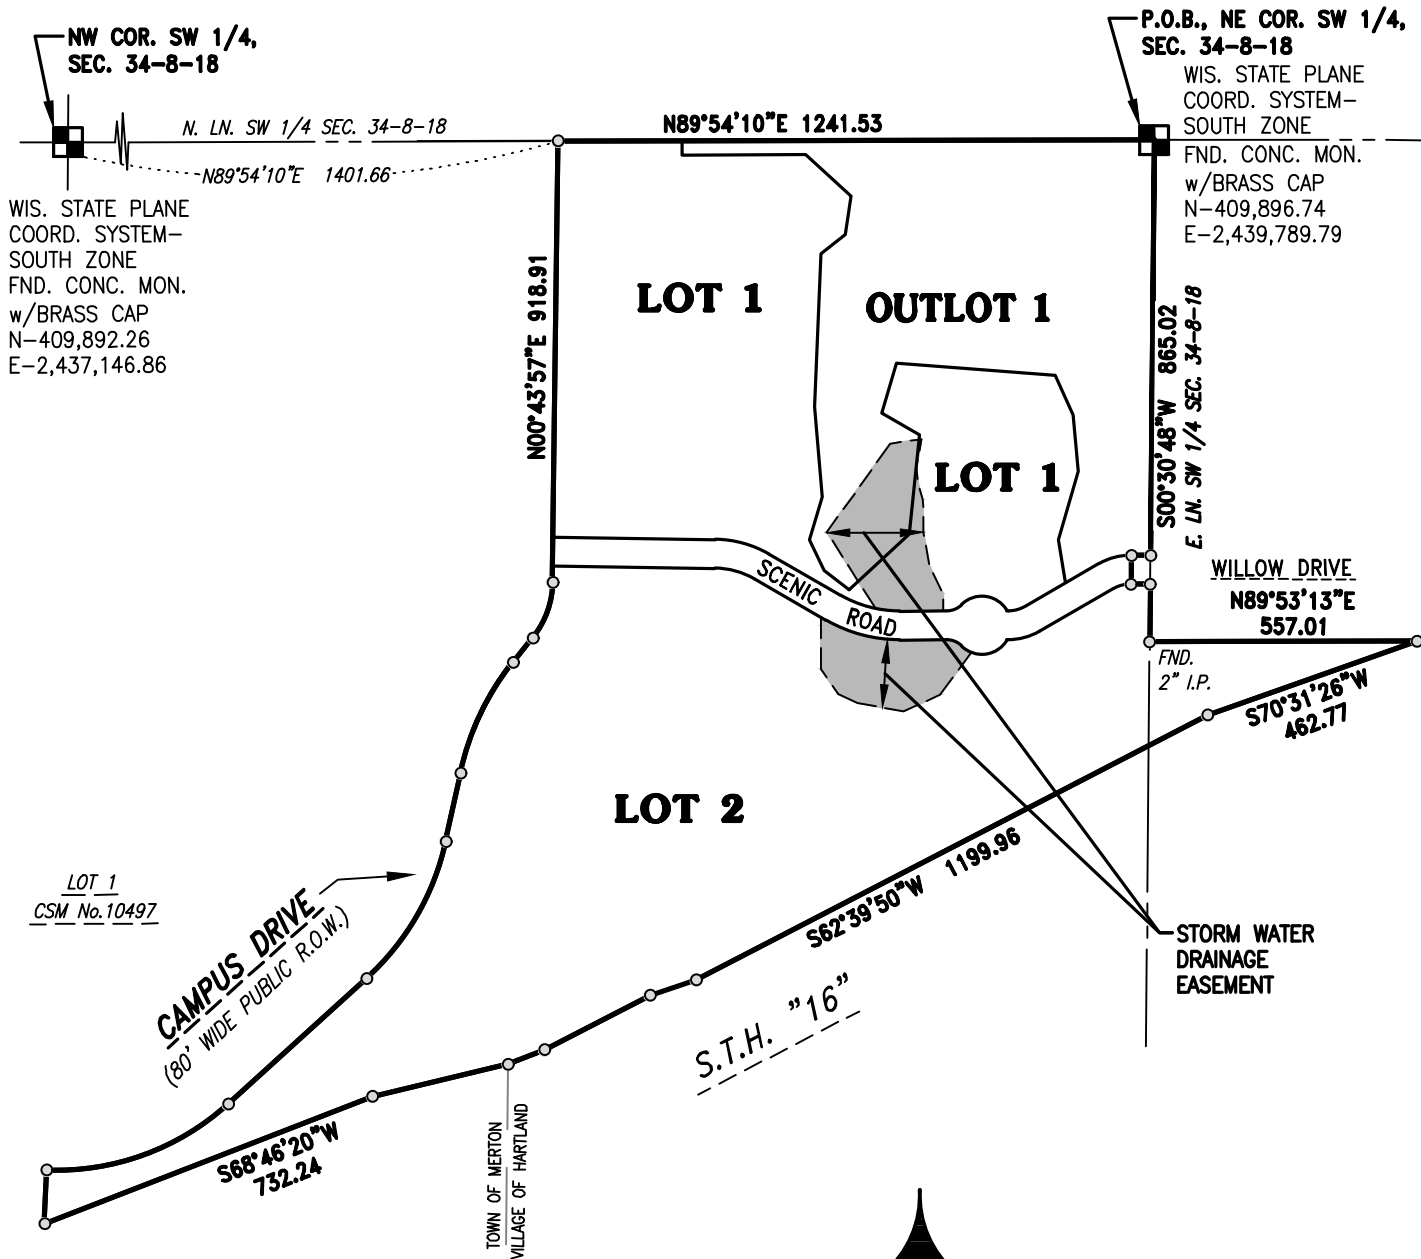 NW COR. SW 1/4,
SEC. 34-8-18
P.O.B., NE COR. SW 1/4,
SEC. 34-8-18
WIS. STATE PLANE
COORD. SYSTEM-
SOUTH ZONE
FND. CONC. MON.
w/BRASS CAP
N-409,896.74
E-2,439,789.79
N. LN. SW 1/4 SEC. 34-8-18
N89°54'10"E 1241.53
N89°54'10"E 1401.66
WIS. STATE PLANE
COORD. SYSTEM-
SOUTH ZONE
FND. CONC. MON.
w/BRASS CAP
N-409,892.26
E-2,437,146.86
N00°43'57"E 918.91
LOT 1
OUTLOT 1
S00°30'48"W 865.02
E. LN. SW 1/4 SEC. 34-8-18
LOT 1
SCENIC ROAD
WILLOW DRIVE
N89°53'13"E
557.01
FND.
2" I.P.
S70°31'26"W
462.77
LOT 2
S62°39'50"W 1199.96
LOT 1
CSM No.10497
CAMPUS DRIVE
(80' WIDE PUBLIC R.O.W.)
STORM WATER
DRAINAGE
EASEMENT
S.T.H. "16"
S68°46'20"W
732.24
TOWN OF MERTON
VILLAGE OF HARTLAND